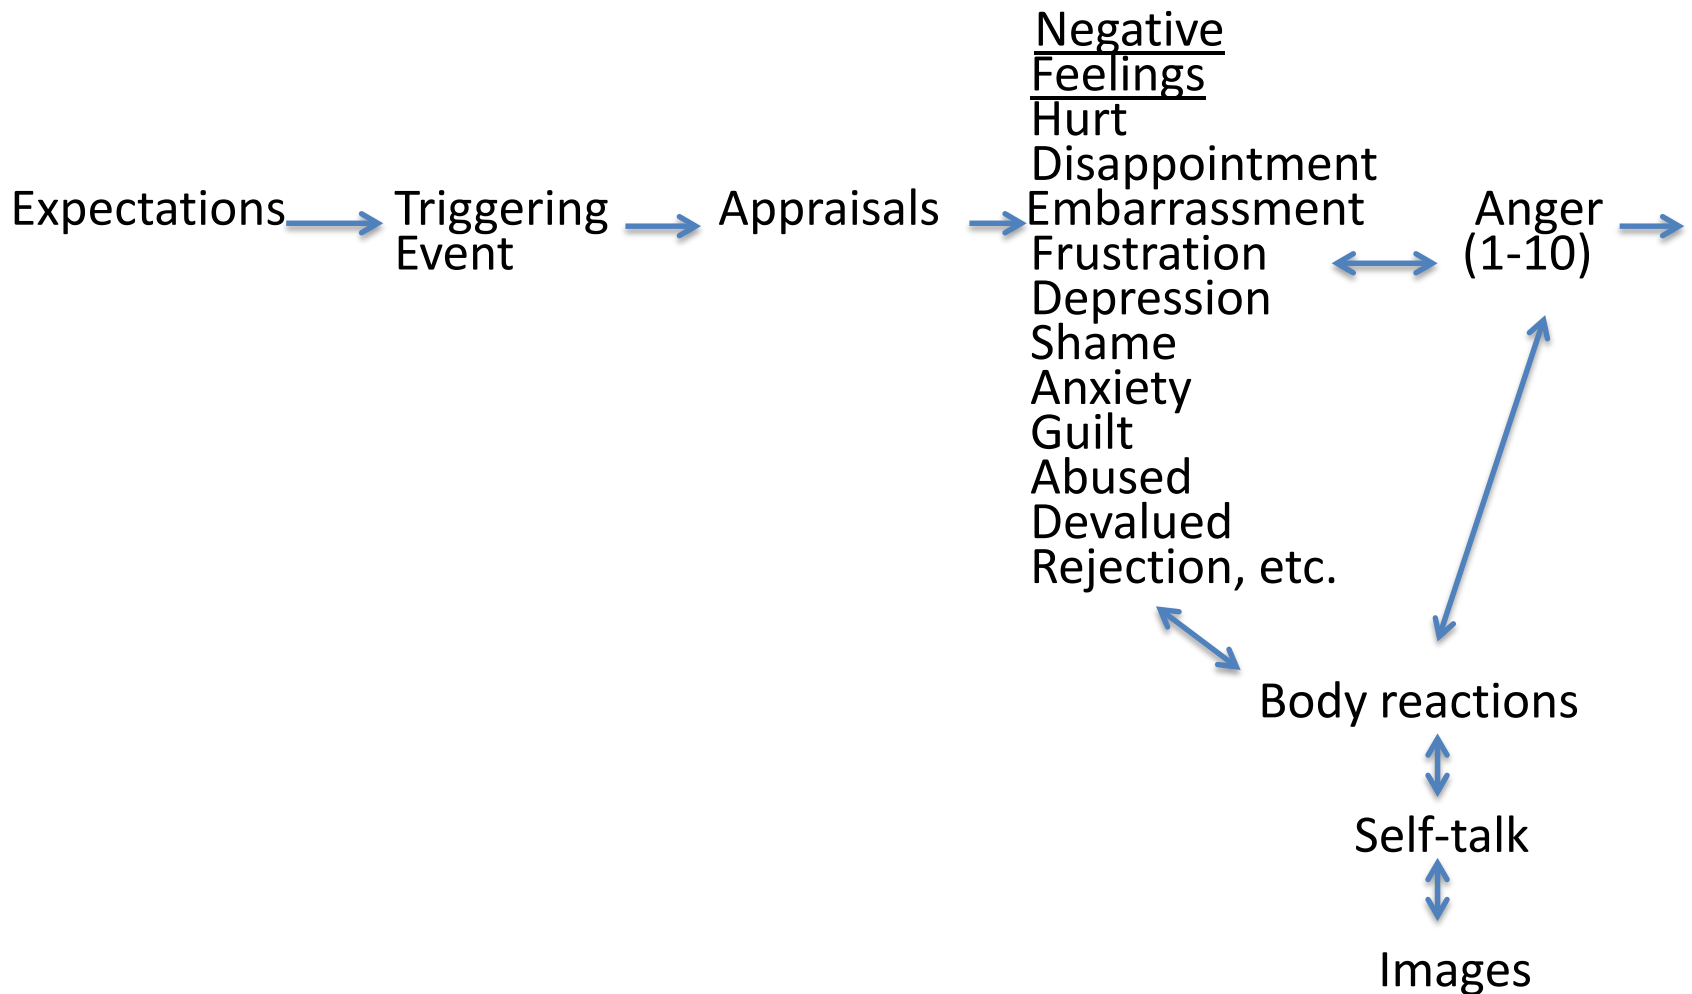 Expectations
Triggering
Event
Appraisals
Negative
Feelings
Hurt
Disappointment
Embarrassment
Frustration
Depression
Shame
Anxiety
Guilt
Abused
Devalued
Rejection, etc.
Anger
(1-10)
Body reactions
Self-talk
Images